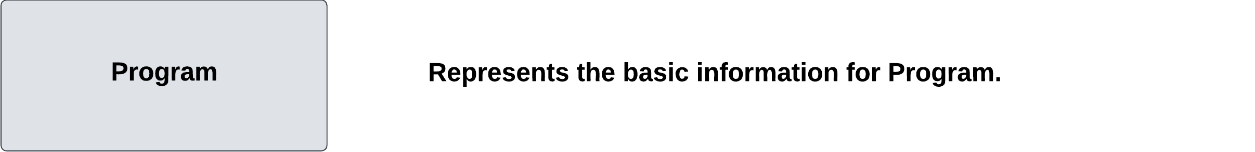 Program
Represents the basic information for Program.